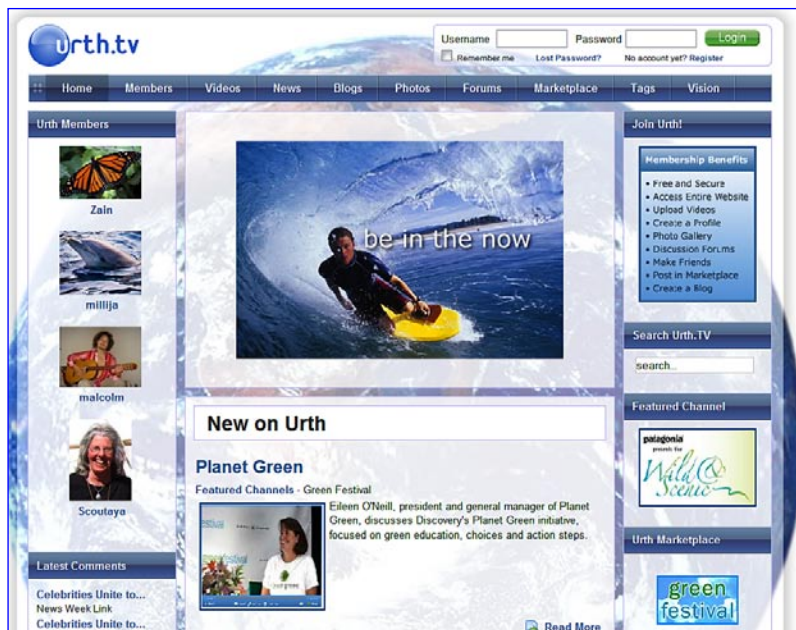 urth.tv
Username Password Login
Remember me Lost Password? No account yet? Register
Home Members Videos News Blogs Photos Forums Marketplace Tags Vision
Urth Members
Zain
millija
malcolm
Scoutaya
Latest Comments
Celebrities Unite to...
News Week Link
Celebrities Unite to...
be in the now
New on Urth
Planet Green
Featured Channels - Green Festival
Eileen O'Neill, president and general manager of Planet
Green, discusses Discovery's Planet Green initiative,
focused on green education, choices and action steps.
Read More
Join Urth!
Membership Benefits
• Free and Secure
• Access Entire Website
• Upload Videos
• Create a Profile
• Photo Gallery
• Discussion Forums
• Make Friends
• Post in Marketplace
• Create a Blog
Search Urth.TV
search...
Featured Channel
patagonia
presents the
Wild &
Scenic
Urth Marketplace
green
festival